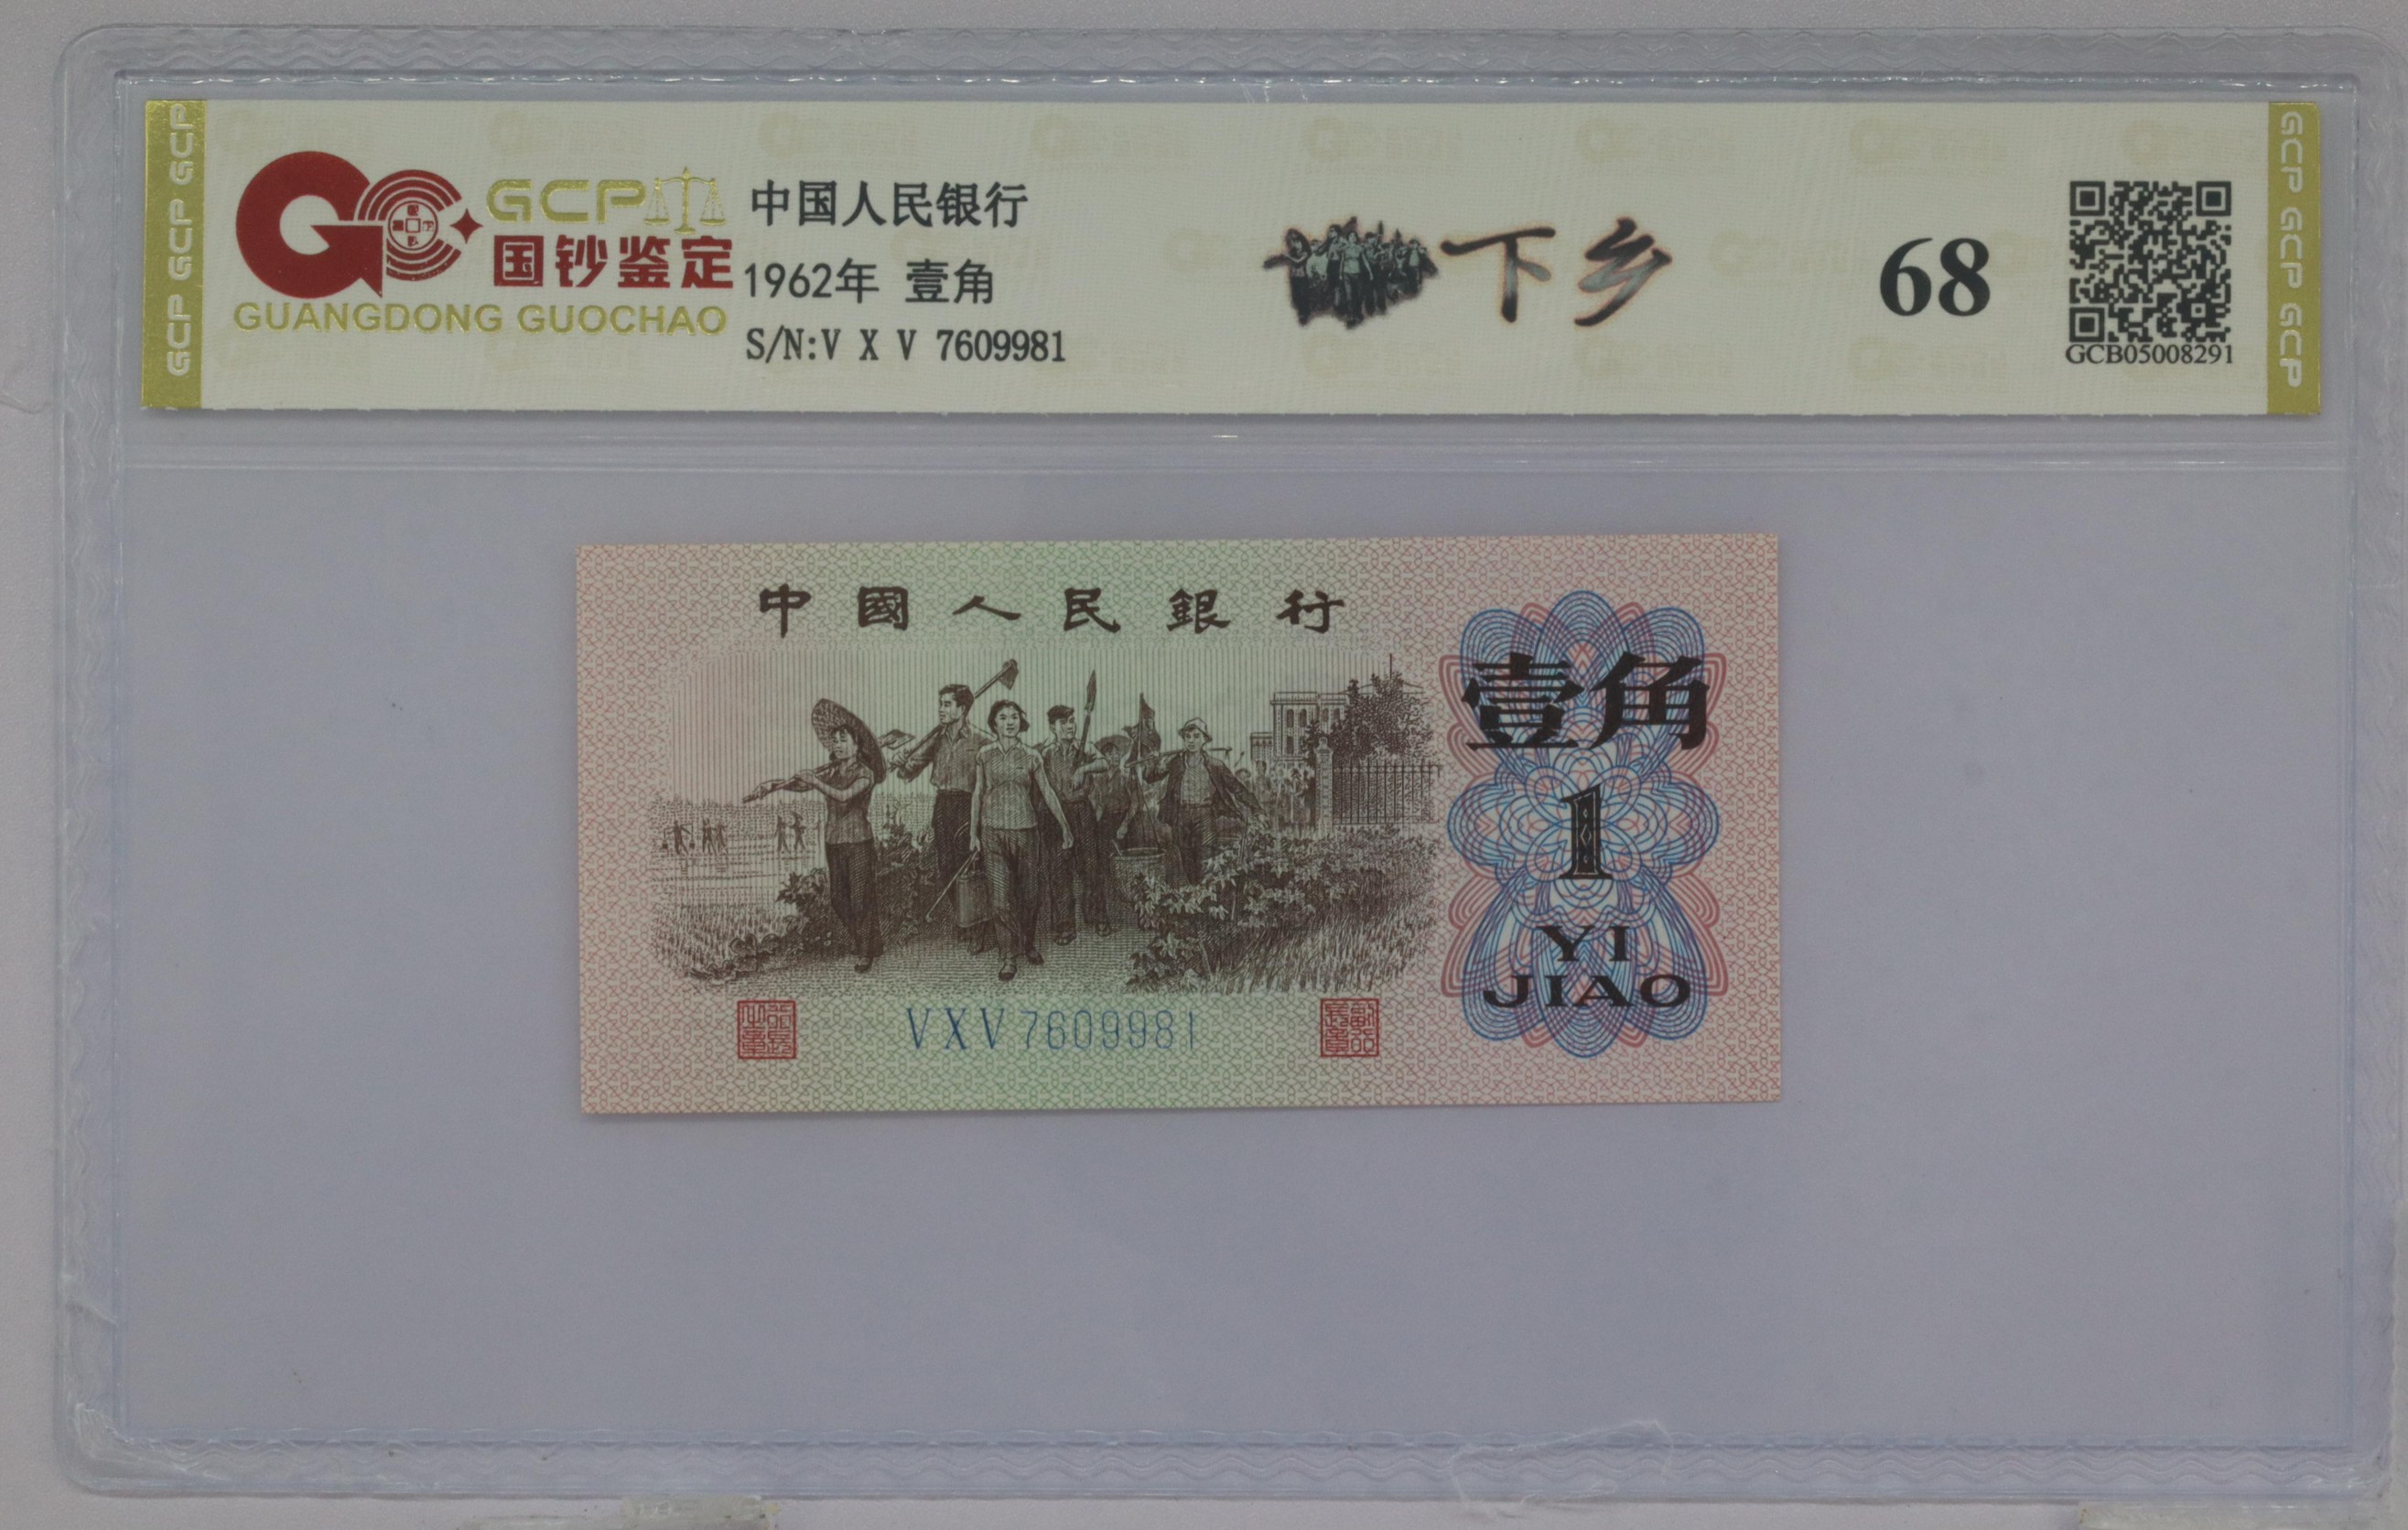 GCP GCP GCP
GCP
国钞鉴定
GUANGDONG GUOCHAO
中国人民银行
1962年 壹角
S/N:V X V 7609981
下乡
68
GCB05008291
GCP GCP GCP
中國人民銀行
壹角
1
YI
JIAO
VXV7609981